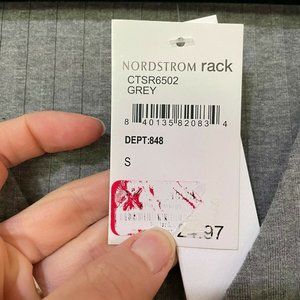 NORDSTROM rack
CTSR6502
GREY
8 40135 82083 4
DEPT:848
S